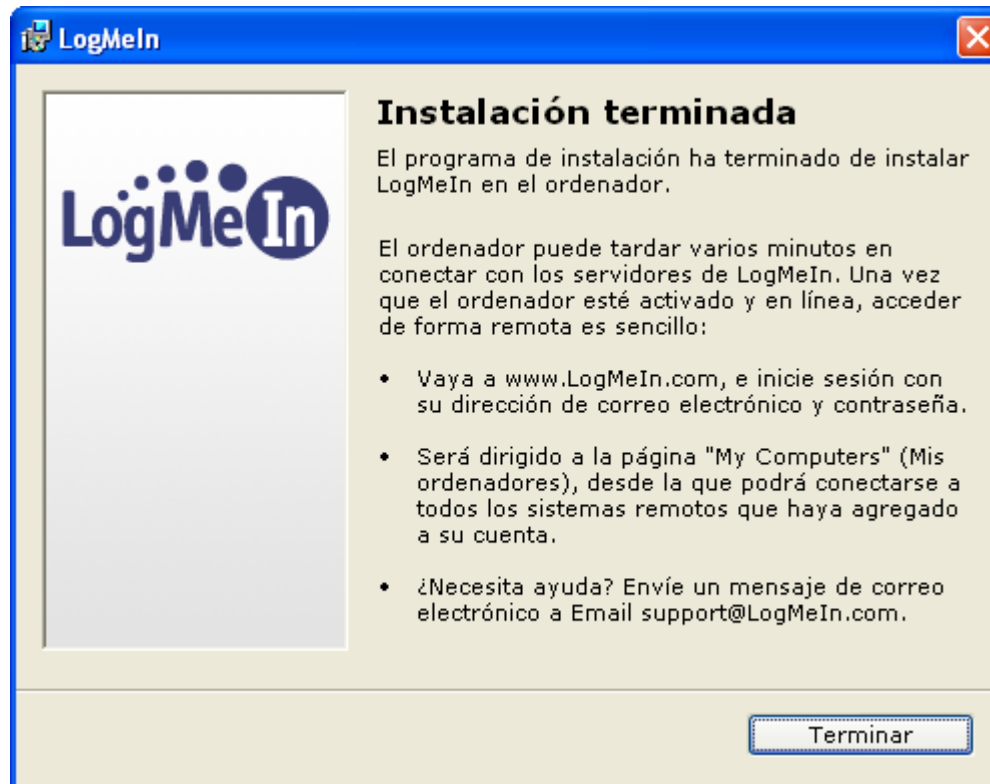 LogMeIn
LogMeIn
Instalación terminada
El programa de instalación ha terminado de instalar
LogMeIn en el ordenador.
El ordenador puede tardar varios minutos en
conectar con los servidores de LogMeIn. Una vez
que el ordenador esté activado y en línea, acceder
de forma remota es sencillo:
• Vaya a www.LogMeIn.com, e inicie sesión con
su dirección de correo electrónico y contraseña.
• Será dirigido a la página "My Computers" (Mis
ordenadores), desde la que podrá conectarse a
todos los sistemas remotos que haya agregado
a su cuenta.
• ¿Necesita ayuda? Envíe un mensaje de correo
electrónico a Email support@LogMeIn.com.
Terminar